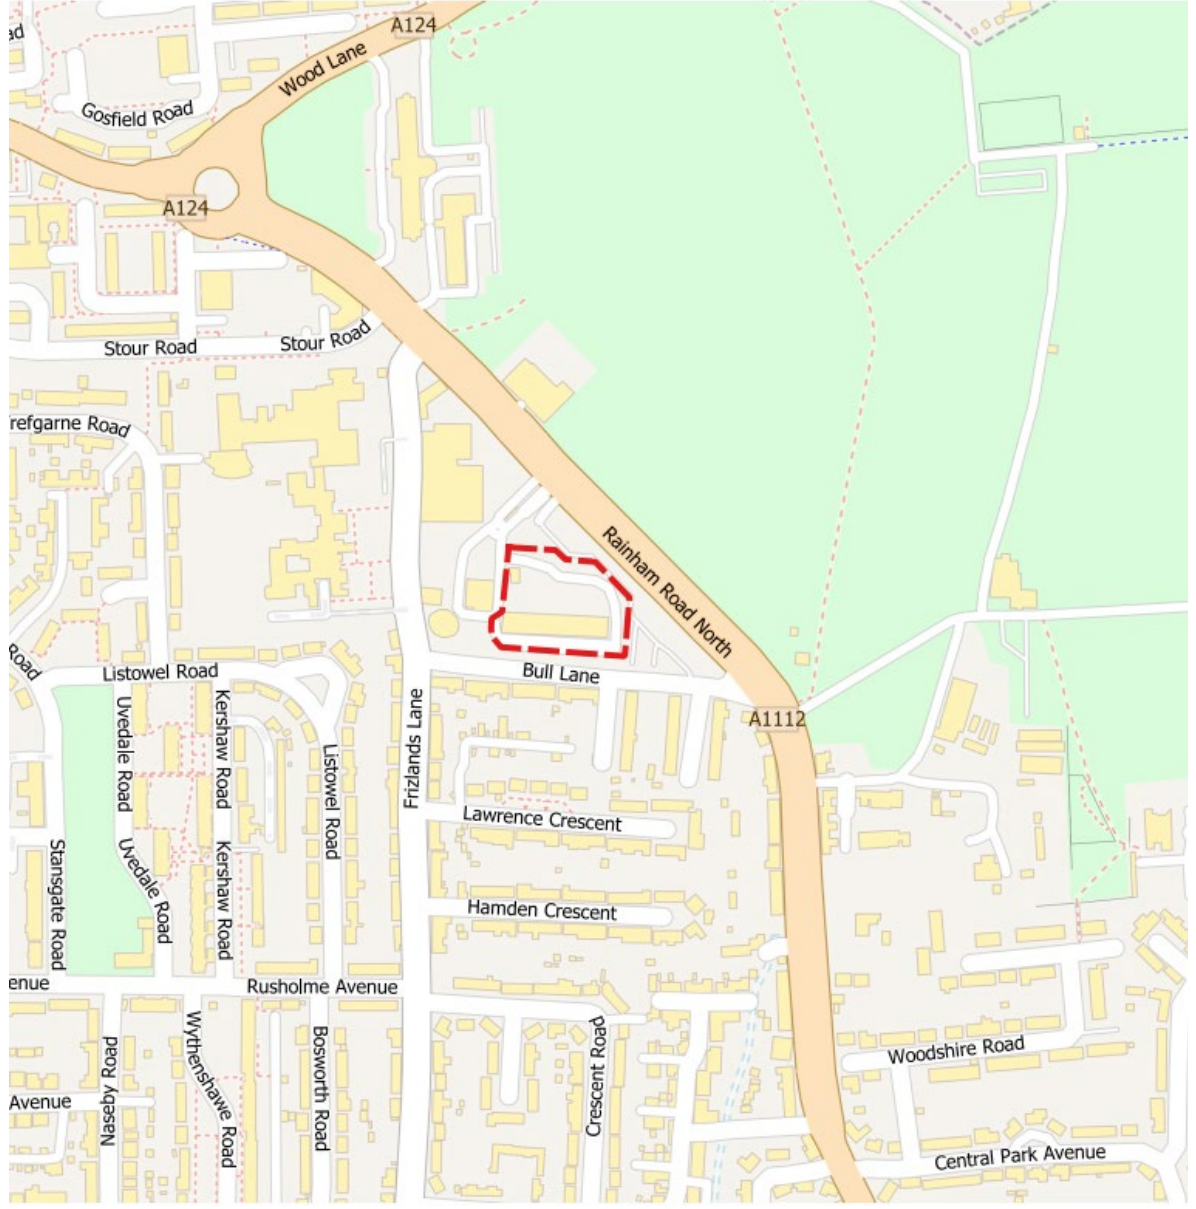 A124
ad
Wood Lane
Gosfield Road
A124
Stour Road
Stour Road
refgarne Road
Rainham Road North
Road
Listowel Road
Bull Lane
A1112
Uvedale Road
Kershaw Road
Listowel Road
Frizlands Lane
Lawrence Crescent
Stansgate Road
Uvedale Road
Kershaw Road
Hamden Crescent
enue
Rusholme Avenue
Naseby Road
Wythenshawe Road
Bosworth Road
Crescent Road
Woodshire Road
Avenue
Central Park Avenue